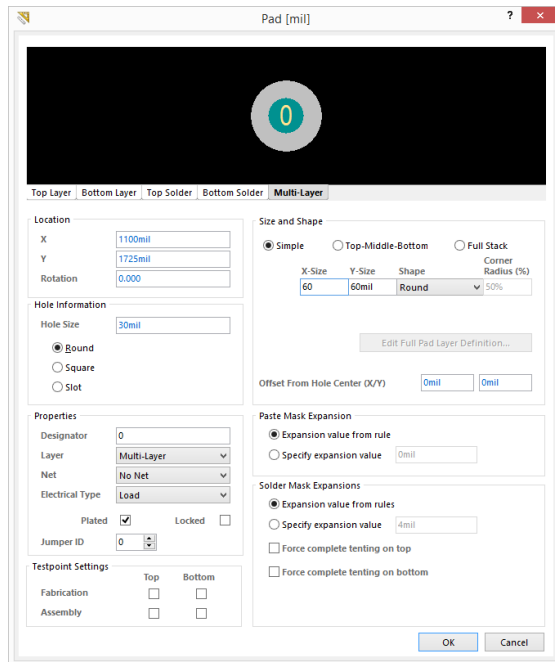 Pad [mil]
?
0
Top Layer Bottom Layer Top Solder Bottom Solder Multi-Layer
Location
X 1100mil
Y 1725mil
Rotation 0.000
Hole Information
Hole Size 30mil
Round
Square
Slot
Properties
Designator 0
Layer Multi-Layer
Net No Net
Electrical Type Load
Plated Locked
Jumper ID 0
Testpoint Settings
Top Bottom
Fabrication
Assembly
Size and Shape
Simple Top-Middle-Bottom Full Stack
X-Size Y-Size Shape Corner Radius (%)
60 60mil Round 50%
Edit Full Pad Layer Definition...
Offset From Hole Center (X/Y) 0mil 0mil
Paste Mask Expansion
Expansion value from rule
Specify expansion value 0mil
Solder Mask Expansions
Expansion value from rules
Specify expansion value 4mil
Force complete tenting on top
Force complete tenting on bottom
OK Cancel